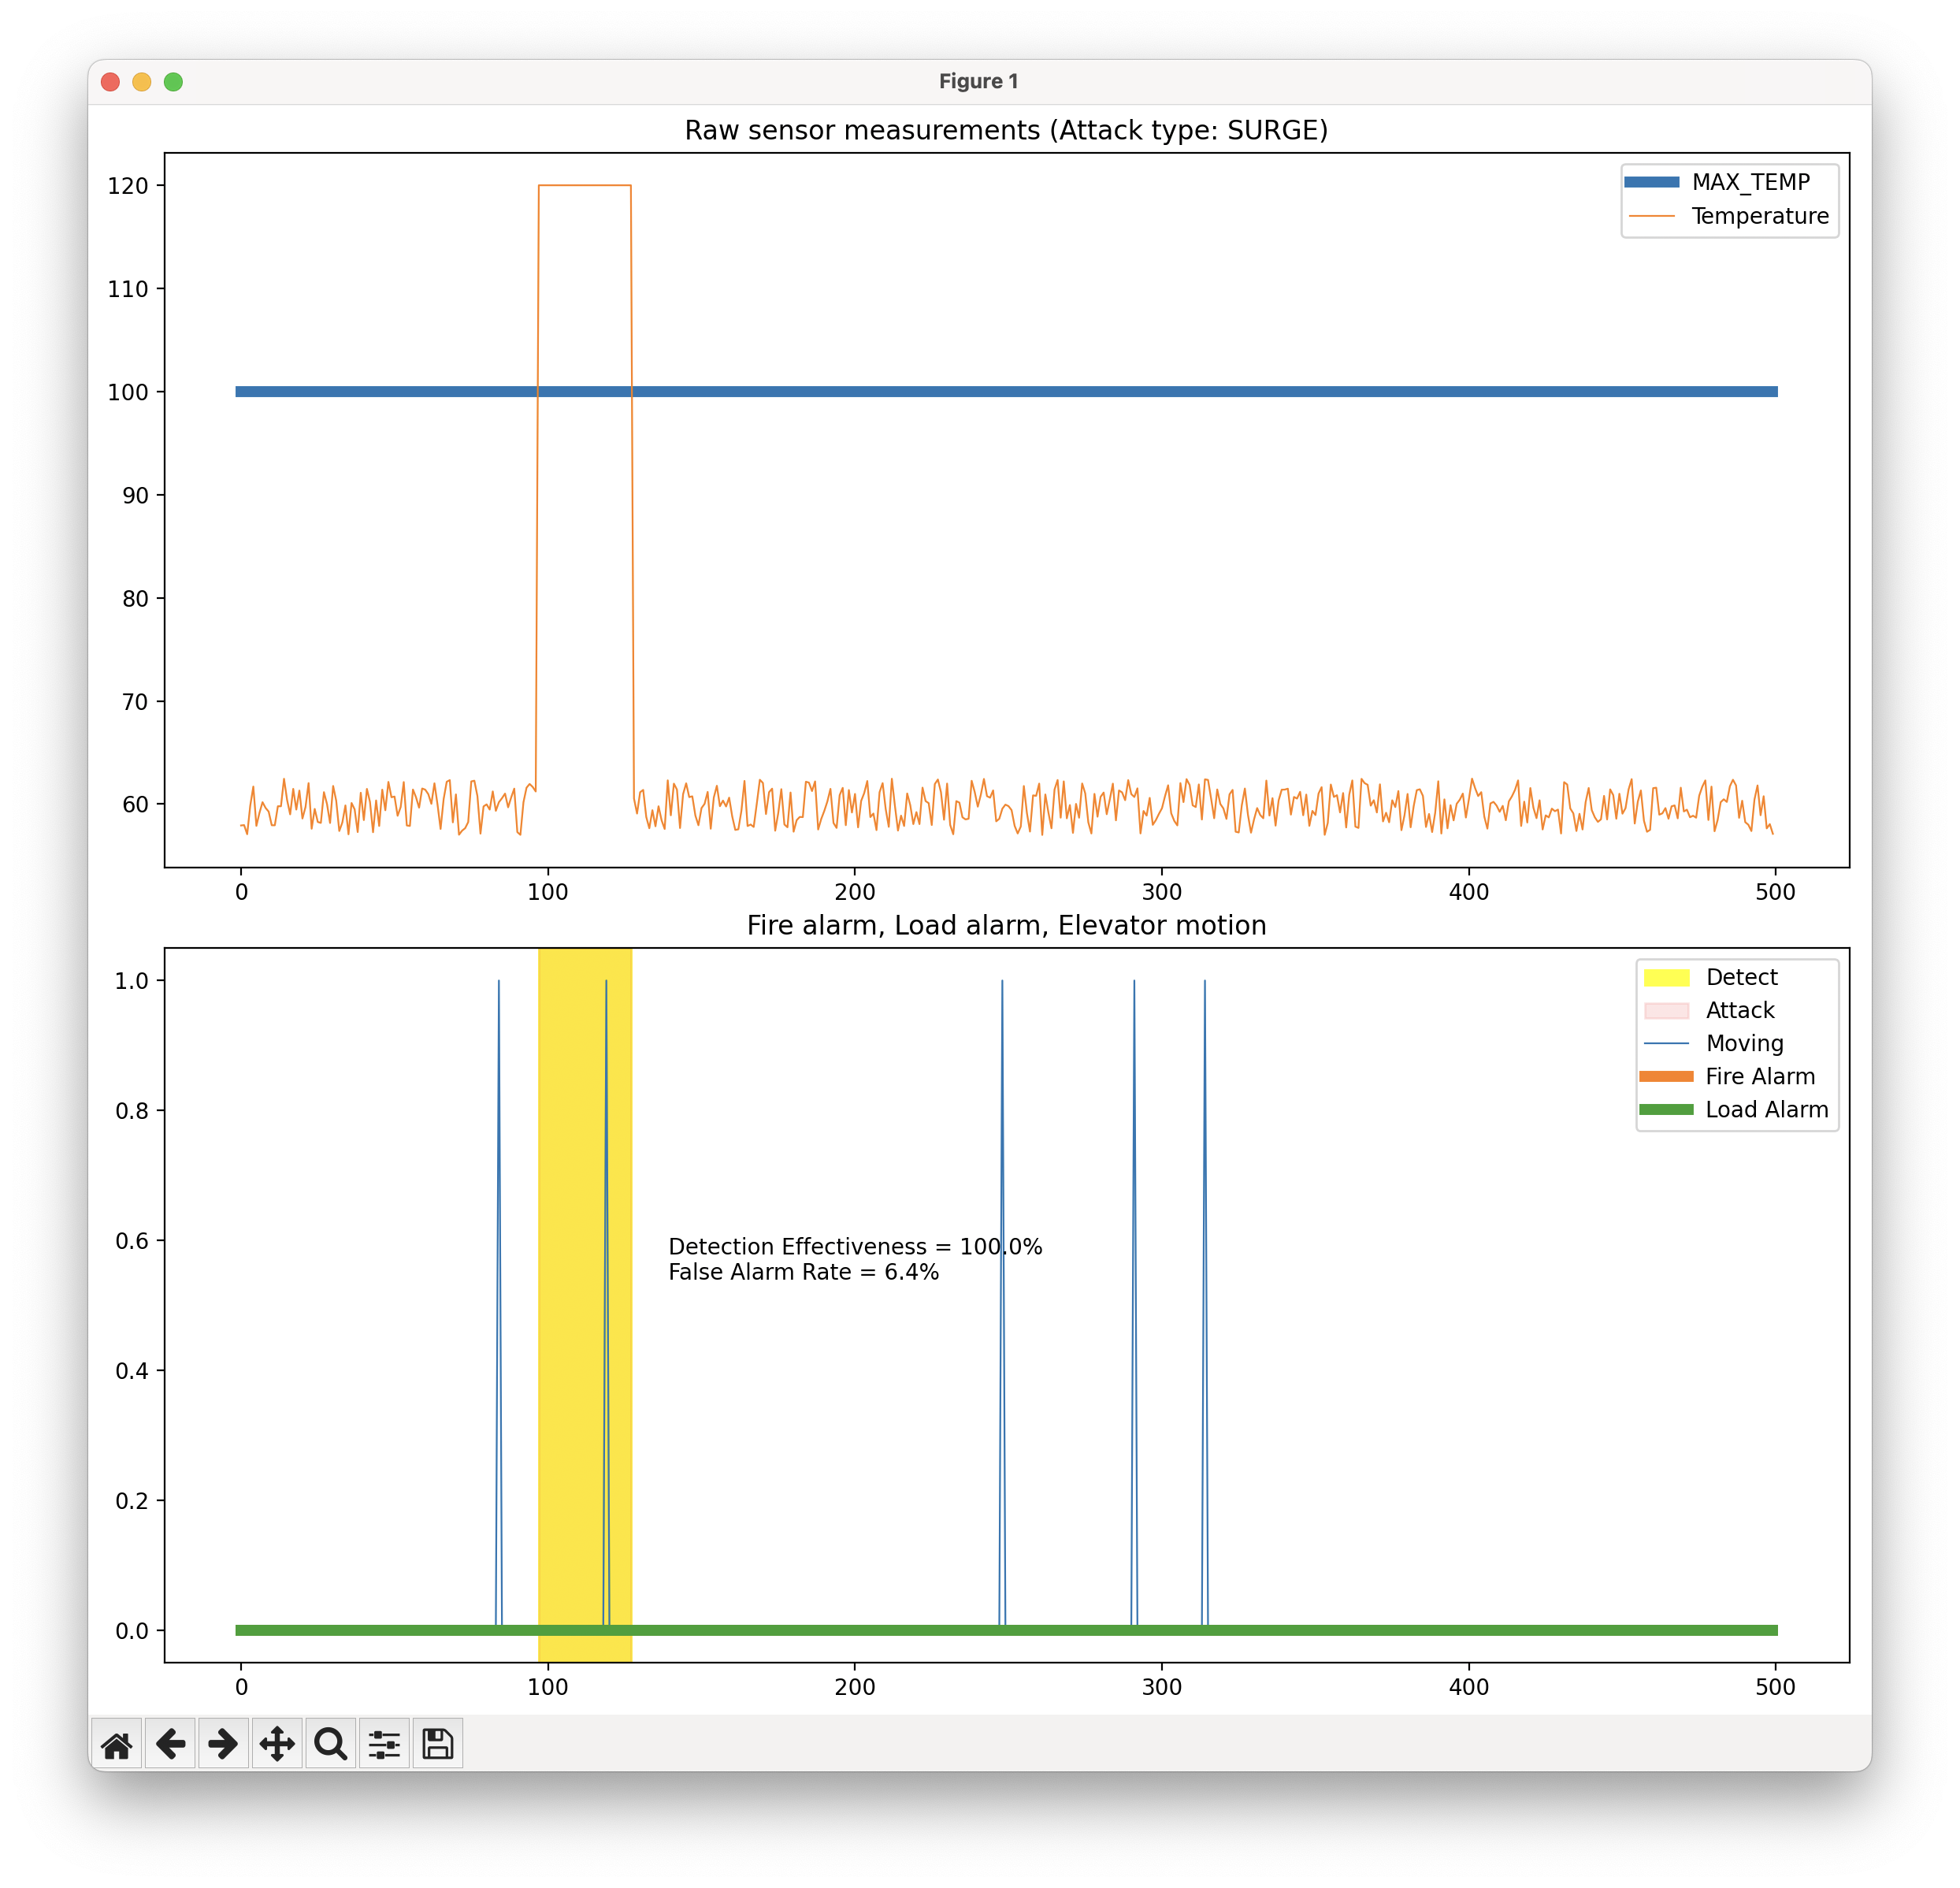 Figure 1
Raw sensor measurements (Attack type: SURGE)
120
110
100
90
80
70
60
MAX_TEMP
Temperature
0 100 200 300 400 500
Fire alarm, Load alarm, Elevator motion
1.0
0.8
0.6
0.4
0.2
0.0
Detect
Attack
Moving
Fire Alarm
Load Alarm
Detection Effectiveness = 100.0%
False Alarm Rate = 6.4%
0 100 200 300 400 500